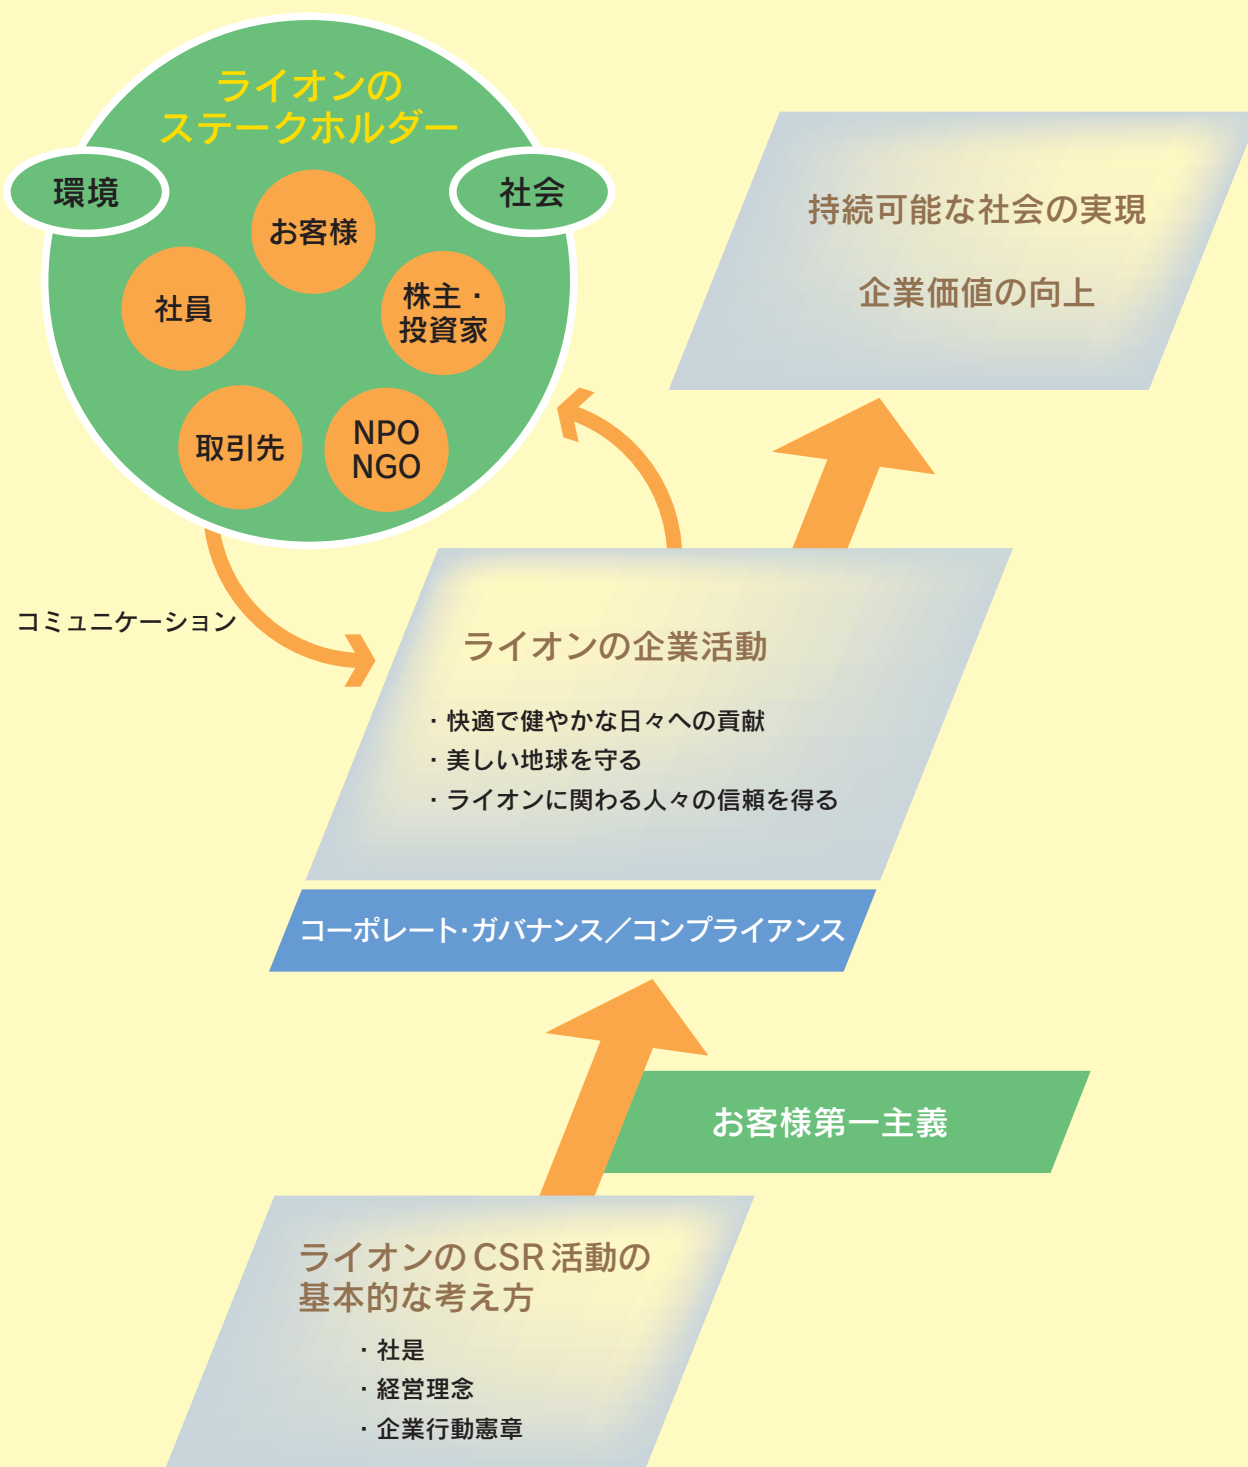 ライオンの
ステークホルダー
環境
社会
お客様
社員
株主・
投資家
取引先
NPO
NGO
持続可能な社会の実現
企業価値の向上
コミュニケーション
ライオンの企業活動
・快適で健やかな日々への貢献
・美しい地球を守る
・ライオンに関わる人々の信頼を得る
コーポレート・ガバナンス／コンプライアンス
お客様第一主義
ライオンのCSR活動の
基本的な考え方
・社是
・経営理念
・企業行動憲章